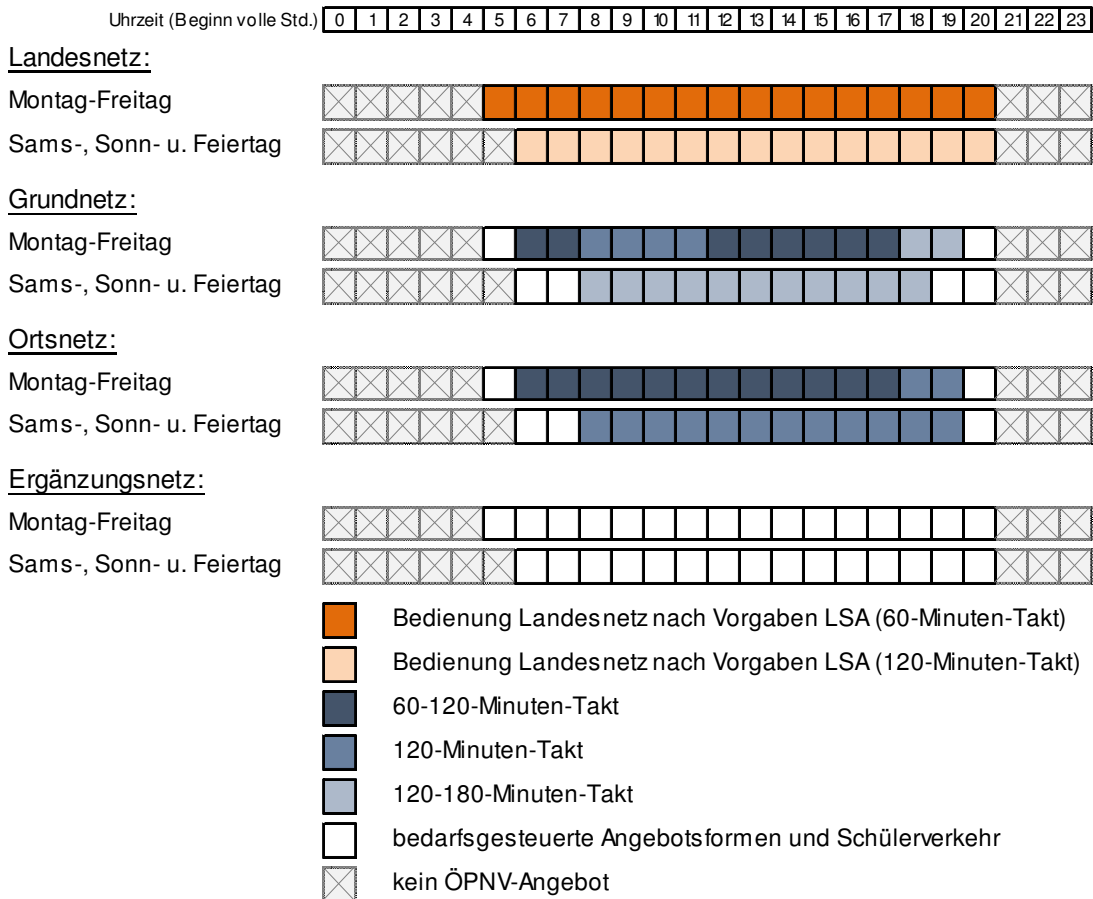 Uhrzeit (Beginn volle Std.) 0 1 2 3 4 5 6 7 8 9 10 11 12 13 14 15 16 17 18 19 20 21 22 23
Landesnetz:
Montag-Freitag
Sams-, Sonn- u. Feiertag
Grundnetz:
Montag-Freitag
Sams-, Sonn- u. Feiertag
Ortsnetz:
Montag-Freitag
Sams-, Sonn- u. Feiertag
Ergänzungsnetz:
Montag-Freitag
Sams-, Sonn- u. Feiertag
Bedienung Landesnetz nach Vorgaben LSA (60-Minuten-Takt)
Bedienung Landesnetz nach Vorgaben LSA (120-Minuten-Takt)
60-120-Minuten-Takt
120-Minuten-Takt
120-180-Minuten-Takt
bedarfsgesteuerte Angebotsformen und Schülerverkehr
kein ÖPNV-Angebot